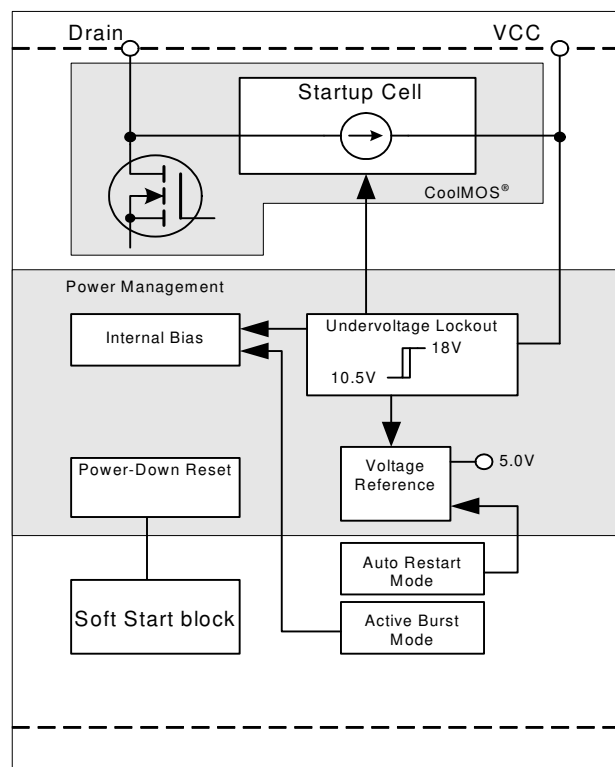 Drain VCC
Startup Cell
CoolMOS®
Power Management
Internal Bias
Undervoltage Lockout
18V
10.5V
Power-Down Reset
Voltage
Reference
5.0V
Auto Restart
Mode
Soft Start block
Active Burst
Mode